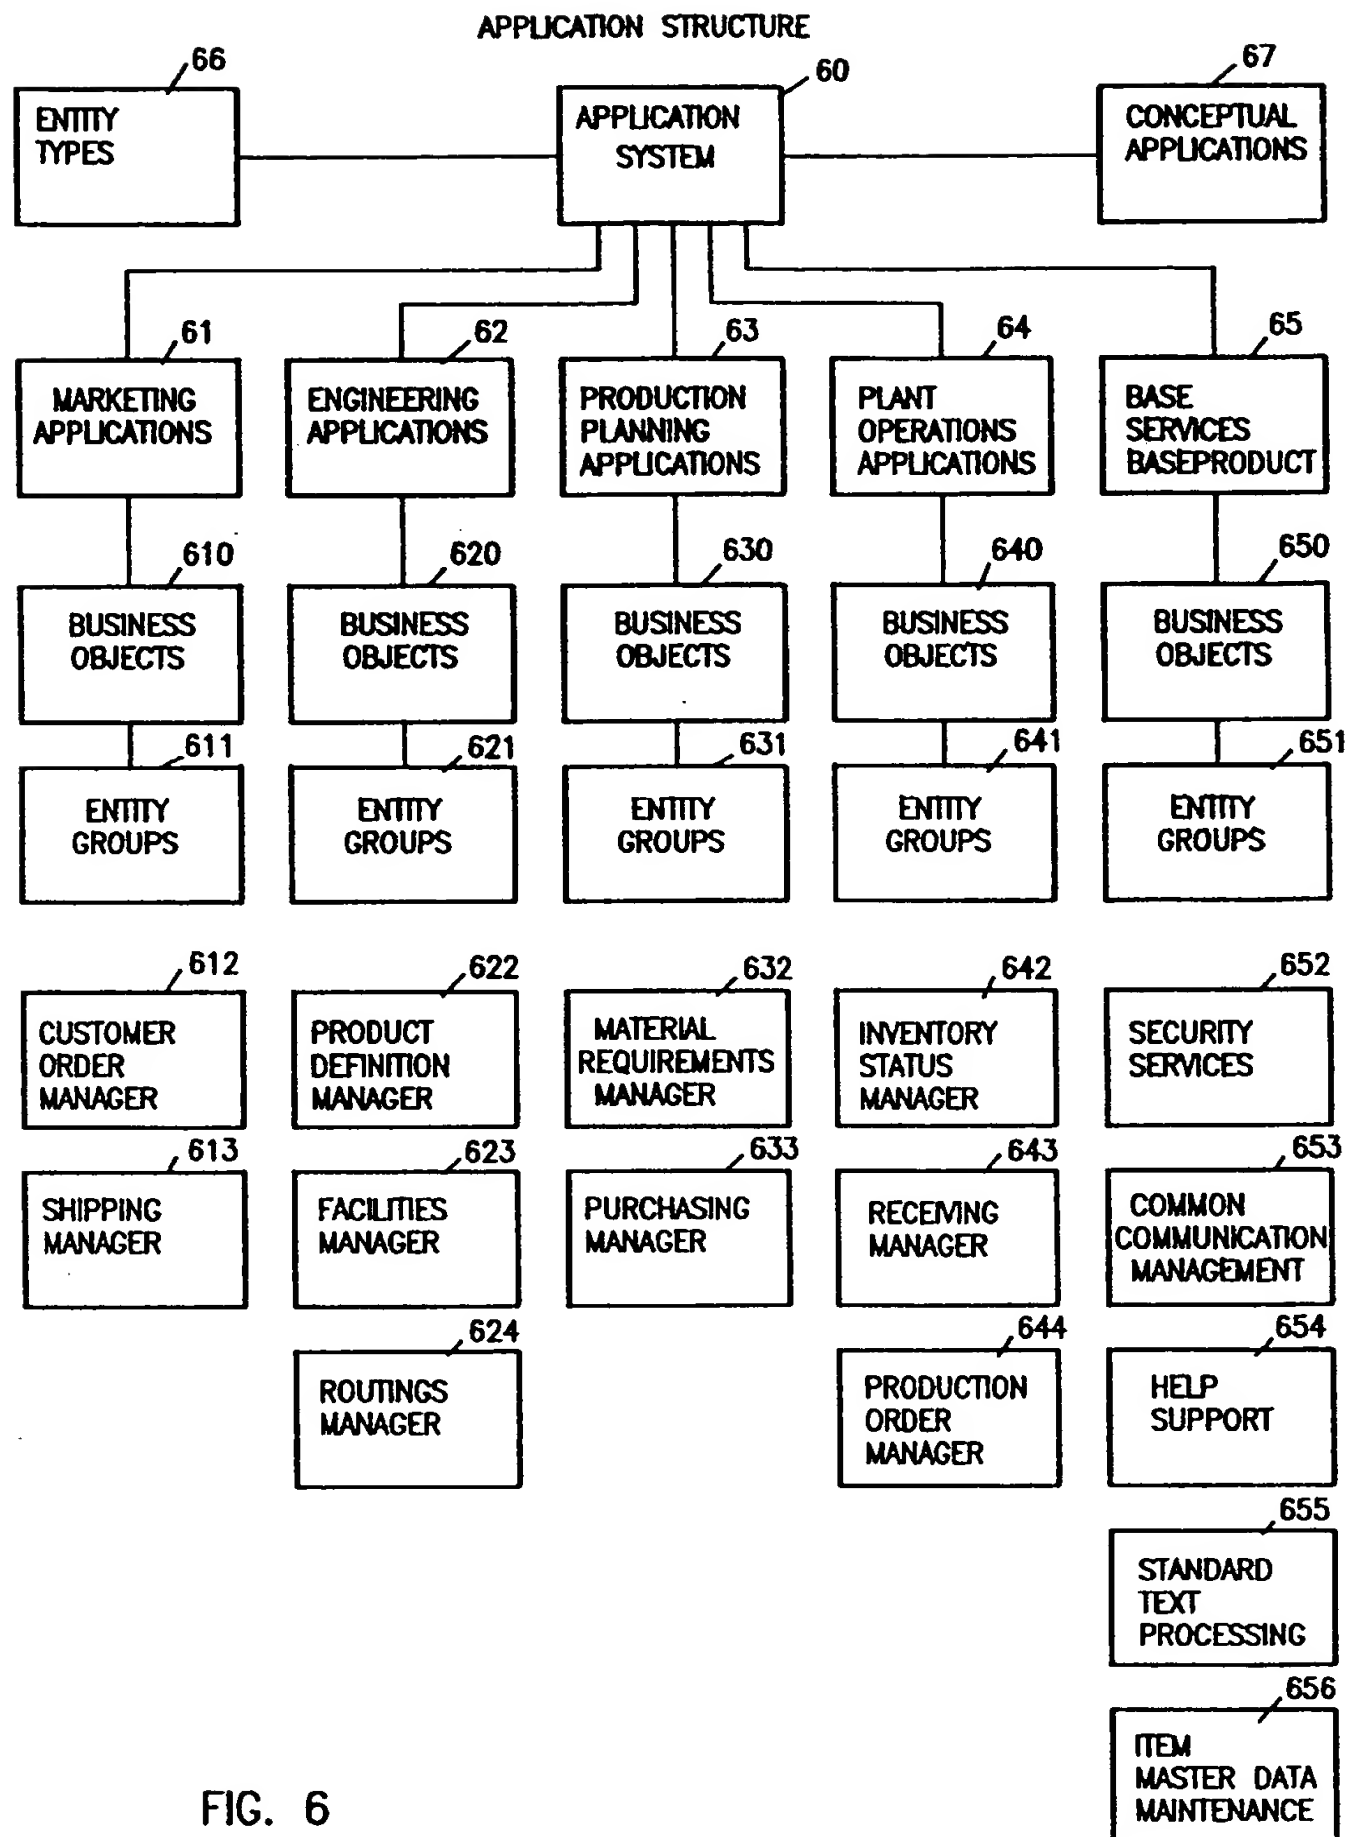 APPLICATION STRUCTURE
66
60
67
ENTITY
TYPES
APPLICATION
SYSTEM
CONCEPTUAL
APPLICATIONS
61
62
63
64
65
MARKETING
APPLICATIONS
ENGINEERING
APPLICATIONS
PRODUCTION
PLANNING
APPLICATIONS
PLANT
OPERATIONS
APPLICATIONS
BASE
SERVICES
BASEPRODUCT
610
620
630
640
650
BUSINESS
OBJECTS
BUSINESS
OBJECTS
BUSINESS
OBJECTS
BUSINESS
OBJECTS
BUSINESS
OBJECTS
611
621
631
641
651
ENTITY
GROUPS
ENTITY
GROUPS
ENTITY
GROUPS
ENTITY
GROUPS
ENTITY
GROUPS
612
622
632
642
652
CUSTOMER
ORDER
MANAGER
PRODUCT
DEFINITION
MANAGER
MATERIAL
REQUIREMENTS
MANAGER
INVENTORY
STATUS
MANAGER
SECURITY
SERVICES
613
623
633
643
653
SHIPPING
MANAGER
FACILITIES
MANAGER
PURCHASING
MANAGER
RECEIVING
MANAGER
COMMON
COMMUNICATION
MANAGEMENT
624
644
654
ROUTINGS
MANAGER
PRODUCTION
ORDER
MANAGER
HELP
SUPPORT
655
STANDARD
TEXT
PROCESSING
656
ITEM
MASTER DATA
MAINTENANCE
FIG. 6